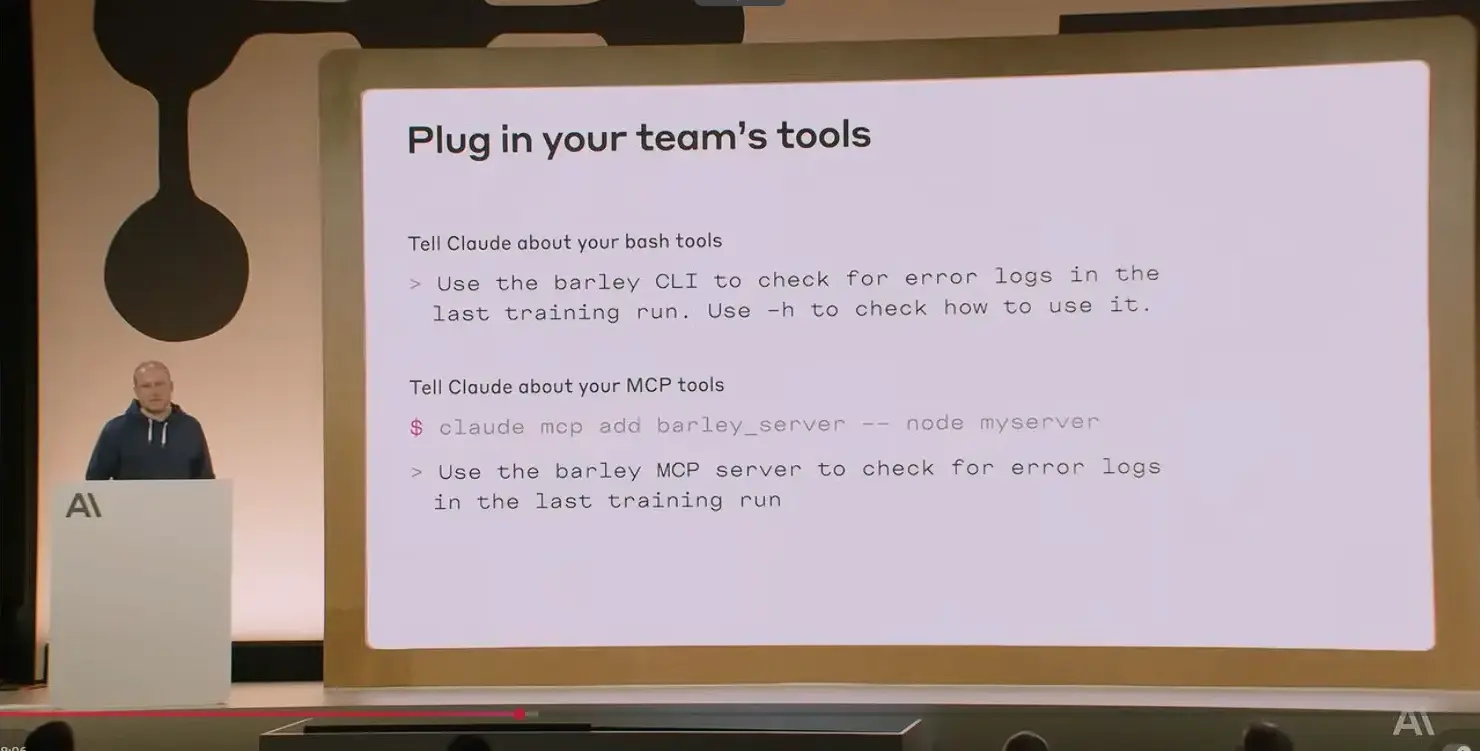 Plug in your team's tools
Tell Claude about your bash tools
> Use the barley CLI to check for error logs in the
last training run. Use -h to check how to use it.
Tell Claude about your MCP tools
$ claude mcp add barley_server -- node myserver
> Use the barley MCP server to check for error logs
in the last training run
A\
A\